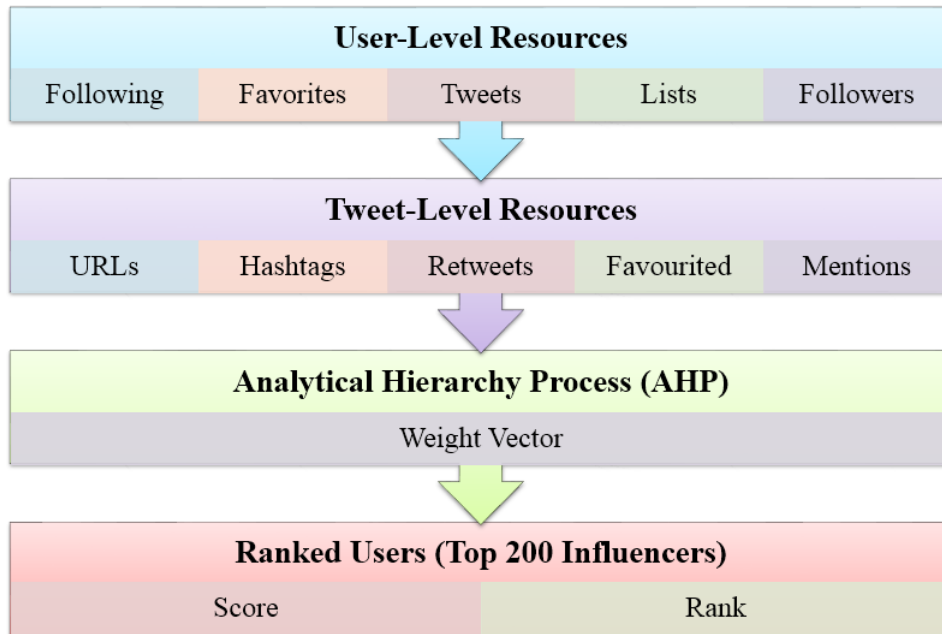 User-Level Resources
Following Favorites Tweets Lists Followers
Tweet-Level Resources
URLs Hashtags Retweets Favourited Mentions
Analytical Hierarchy Process (AHP)
Weight Vector
Ranked Users (Top 200 Influencers)
Score Rank